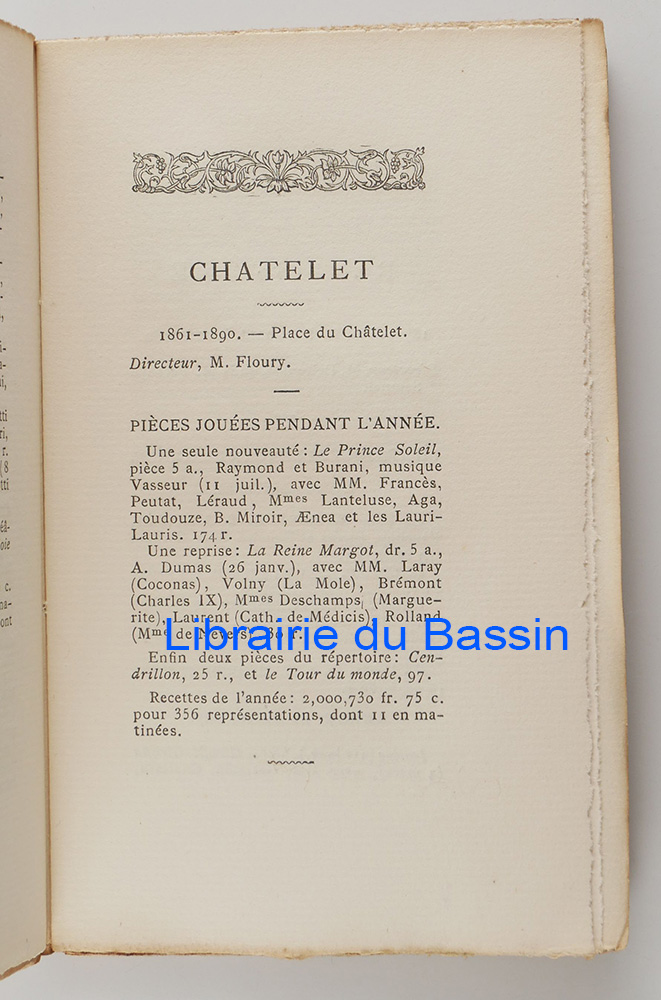 CHATELET
1861-1890. — Place du Châtelet.
Directeur, M. Floury.
PIÈCES JOUÉES PENDANT L'ANNÉE.
Une seule nouveauté : Le Prince Soleil,
pièce 5 a., Raymond et Burani, musique
Vasseur (11 juil.), avec MM. Francès,
Peutat, Léraud, Mmes Lanteluse, Aga,
Toudouze, B. Miroir, Ænea et les Lauri-
Lauris. 174 r.
Une reprise : La Reine Margot, dr. 5 a.,
A. Dumas (26 janv.), avec MM. Laray
(Coconas), Volny (La Mole), Brémont
(Charles IX), Mmes Deschamps, (Margue-
rite), Laurent (Cath. de Médicis), Rolland
(Mme de Nevers)
Librairie du Bassin
Enfin deux pièces du répertoire : Cen-
drillon, 25 r., et le Tour du monde, 97.
Recettes de l'année : 2,000,730 fr. 75 c.
pour 356 représentations, dont 11 en ma-
tinées.